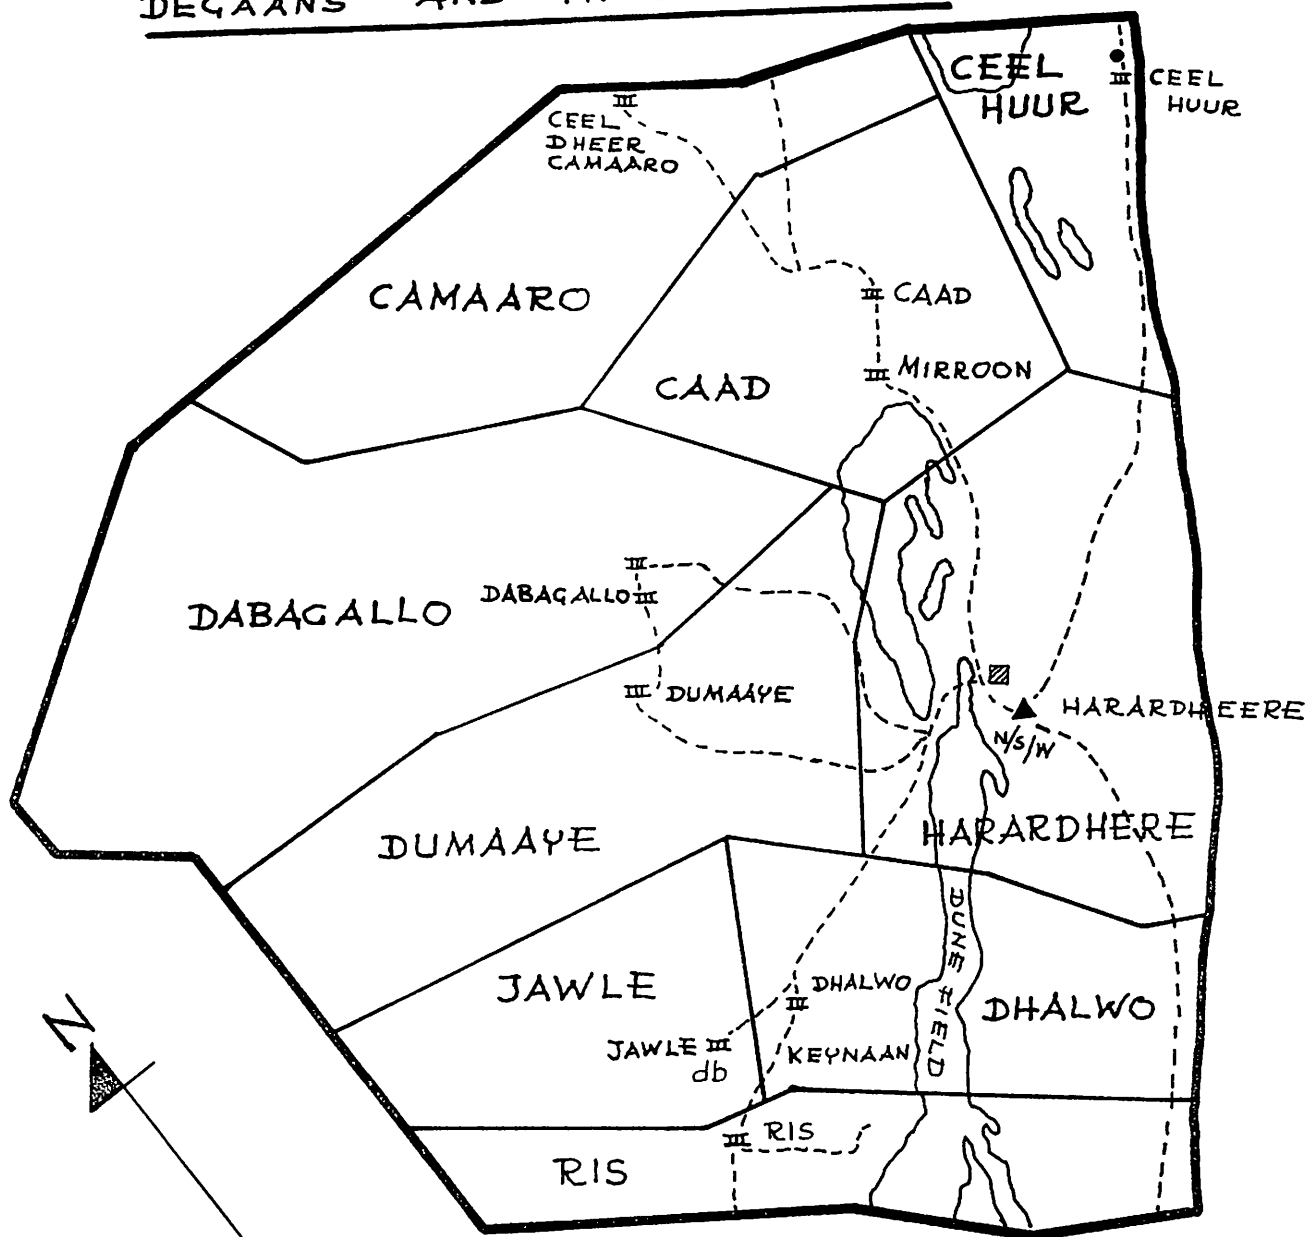 DEGAANS AND
CEEL
HUUR
CEEL
HUUR
CEEL
DHEER
CAMAARO
CAMAARO
CAAD
MIRROON
CAAD
DABAGALLO
DABAGALLO
DUMAAYE
HARARDHEERE
N/S/W
HARARDHERE
DUMAAYE
DUNE FIELD
JAWLE
DHALWO
DHALWO
JAWLE
db
KEYNAAN
N
RIS
RIS